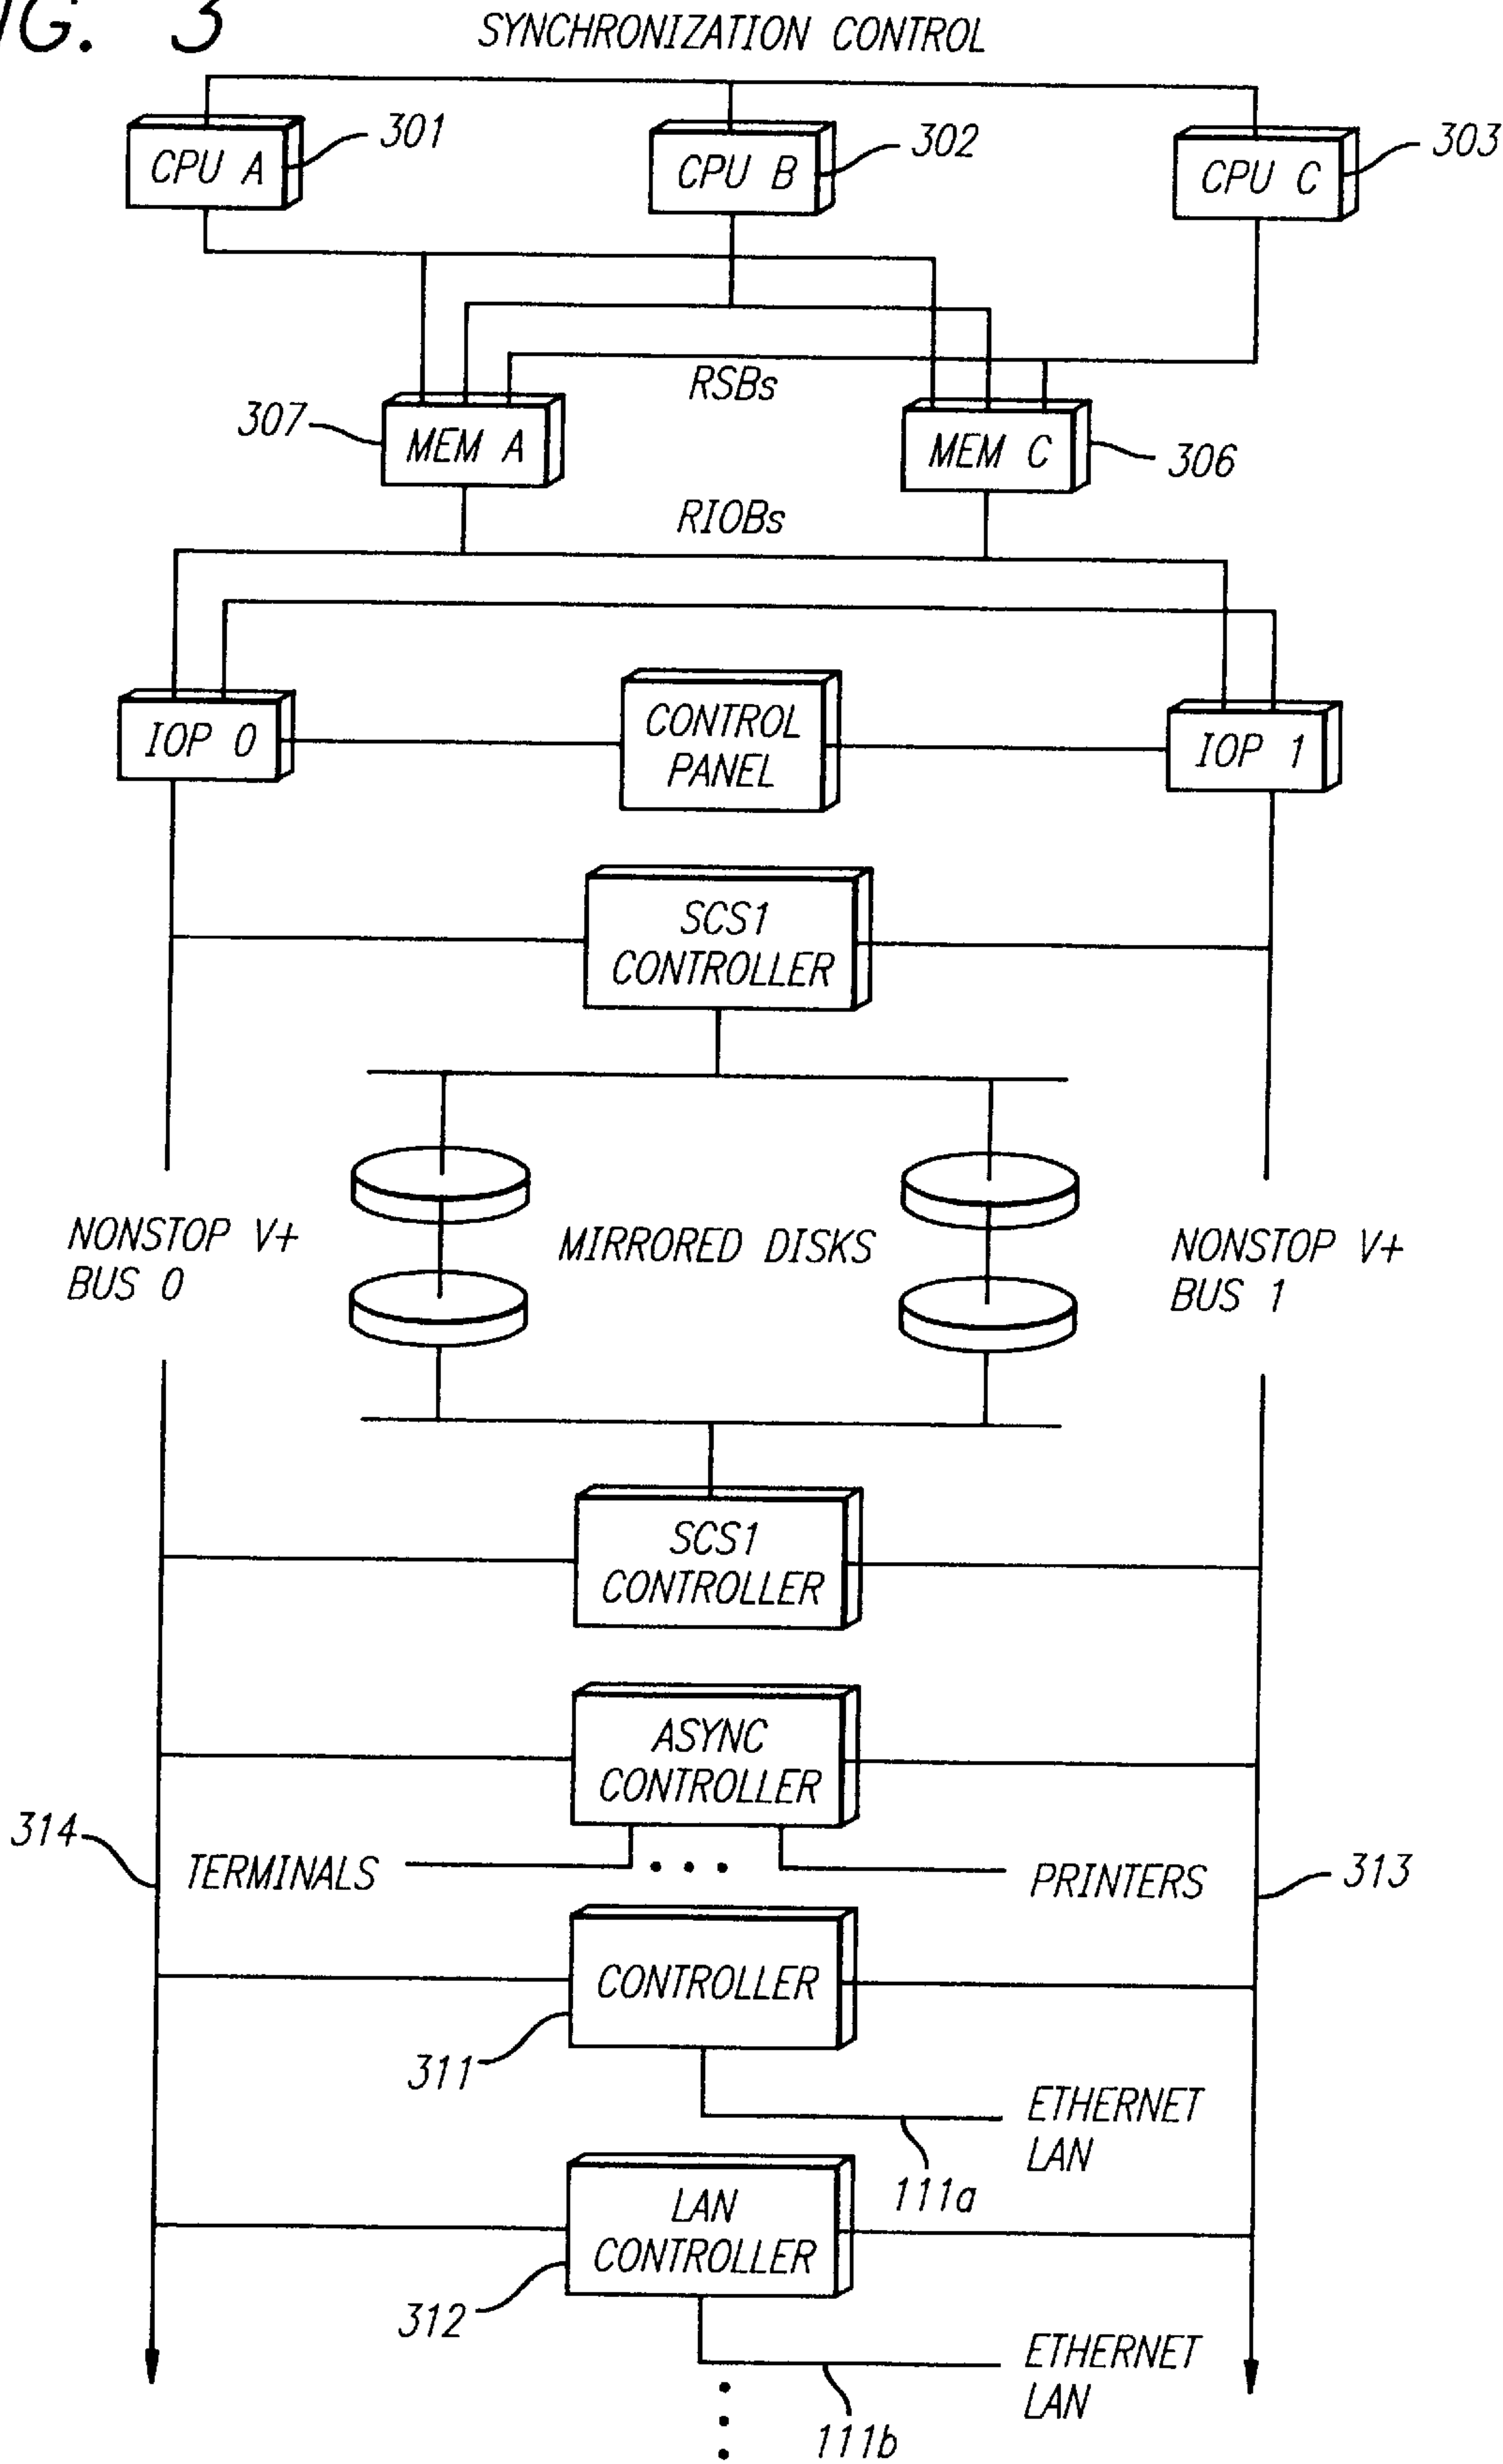 NG. 3
SYNCHRONIZATION CONTROL
CPU A
301
CPU B
302
CPU C
303
RSBs
307
MEM A
MEM C
306
RIOBs
IOP 0
CONTROL
PANEL
IOP 1
SCS1
CONTROLLER
NONSTOP V+
BUS 0
MIRRORED DISKS
NONSTOP V+
BUS 1
SCS1
CONTROLLER
ASYNC
CONTROLLER
314
TERMINALS
PRINTERS
313
CONTROLLER
311
ETHERNET
LAN
111a
LAN
CONTROLLER
312
ETHERNET
LAN
111b